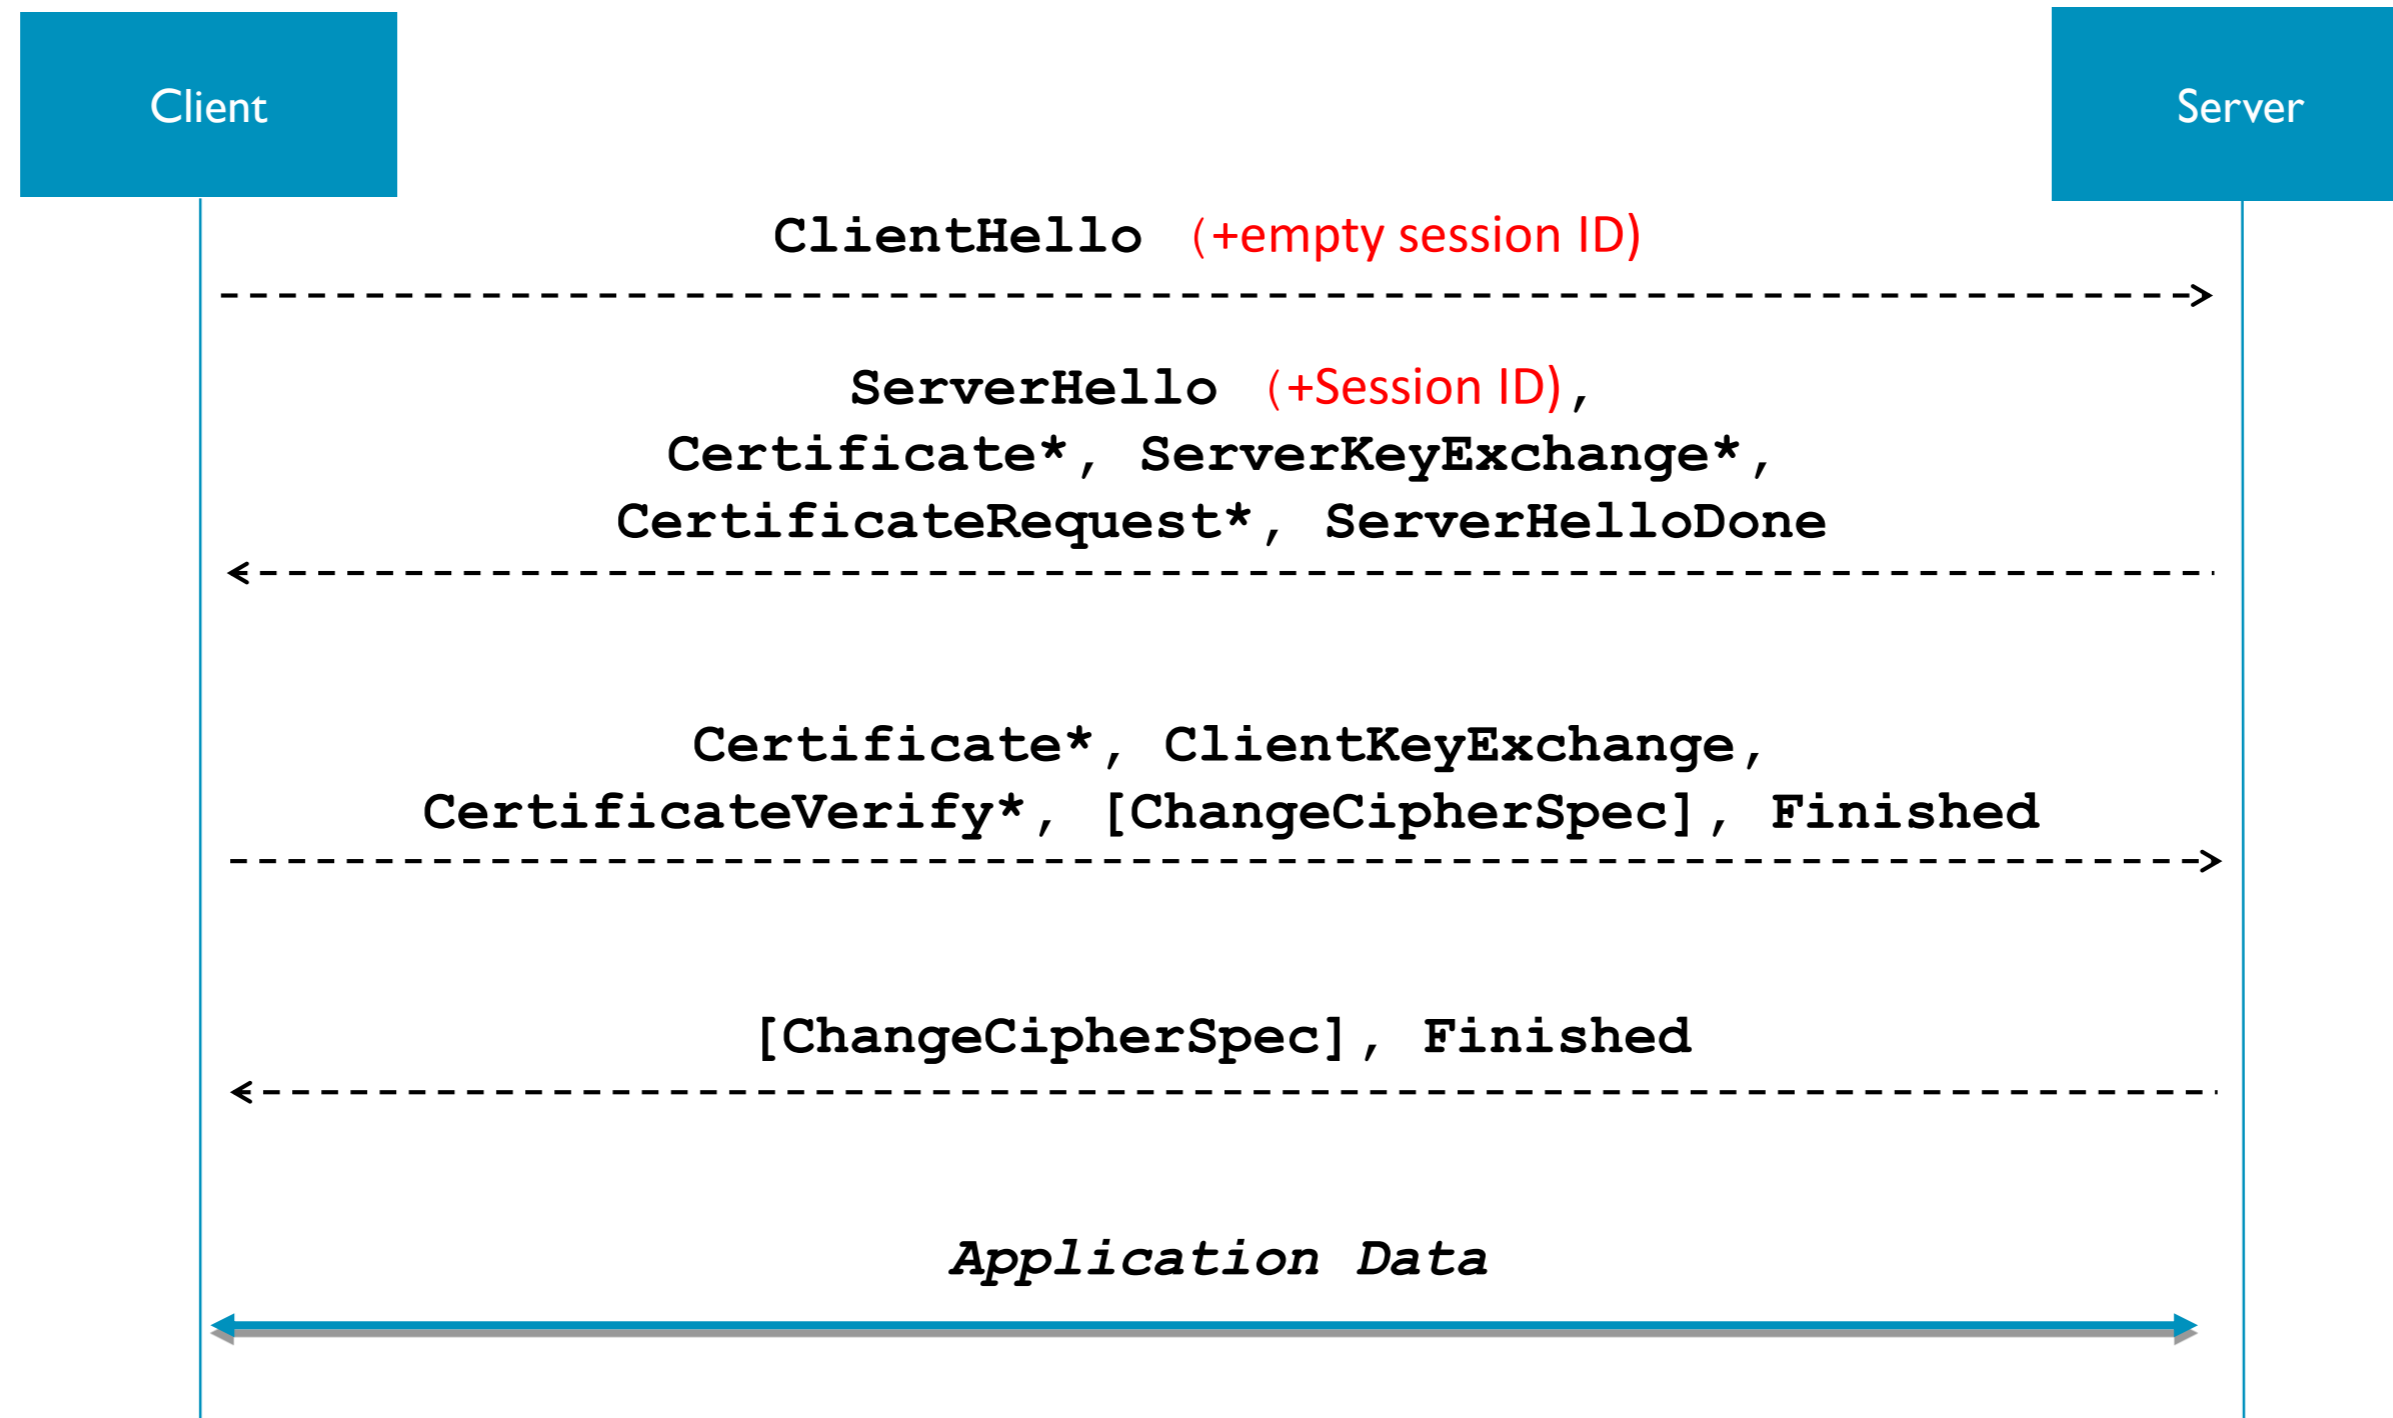 Client
Server
ClientHello (+empty session ID)
ServerHello (+Session ID),
Certificate*, ServerKeyExchange*,
CertificateRequest*, ServerHelloDone
Certificate*, ClientKeyExchange,
CertificateVerify*, [ChangeCipherSpec], Finished
[ChangeCipherSpec], Finished
Application Data